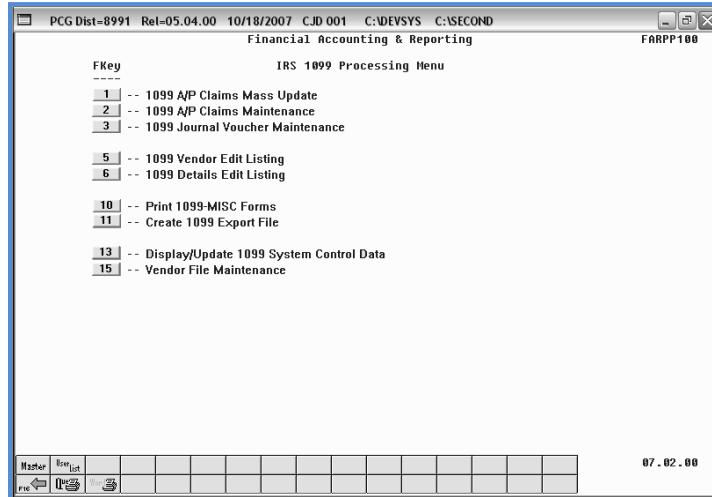 PCG Dist=8991 Rel=05.04.00 10/18/2007 CJD 001 C:\DEVSYS C:\SECOND
Financial Accounting & Reporting FARPP100
FKey IRS 1099 Processing Menu
----
1 -- 1099 A/P Claims Mass Update
2 -- 1099 A/P Claims Maintenance
3 -- 1099 Journal Voucher Maintenance
5 -- 1099 Vendor Edit Listing
6 -- 1099 Details Edit Listing
10 -- Print 1099-MISC Forms
11 -- Create 1099 Export File
13 -- Display/Update 1099 System Control Data
15 -- Vendor File Maintenance
Master User list 07.02.00
F16 Que